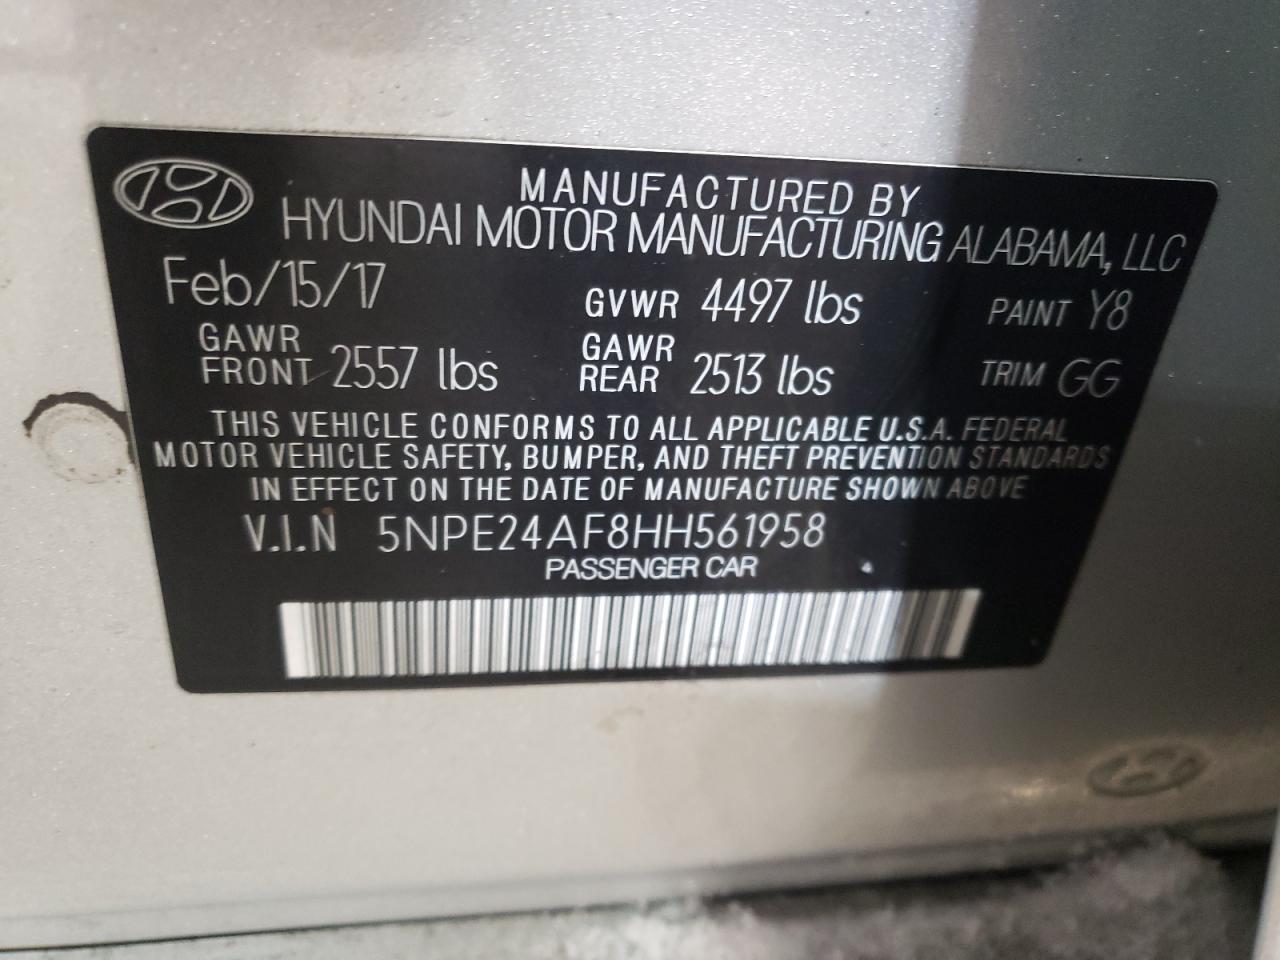 MANUFACTURED BY
HYUNDAI MOTOR MANUFACTURING ALABAMA, LLC
Feb/15/17 GVWR 4497 lbs PAINT Y8
GAWR FRONT 2557 lbs GAWR REAR 2513 lbs TRIM GG
THIS VEHICLE CONFORMS TO ALL APPLICABLE U.S.A. FEDERAL
MOTOR VEHICLE SAFETY, BUMPER, AND THEFT PREVENTION STANDARDS
IN EFFECT ON THE DATE OF MANUFACTURE SHOWN ABOVE
V.I.N 5NPE24AF8HH561958
PASSENGER CAR